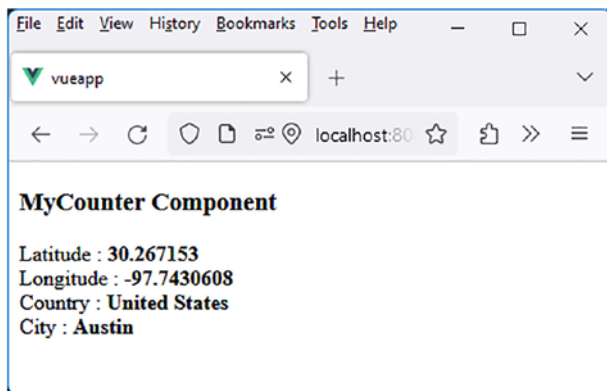 File Edit View History Bookmarks Tools Help
vueapp
localhost:80
MyCounter Component
Latitude : 30.267153
Longitude : -97.7430608
Country : United States
City : Austin